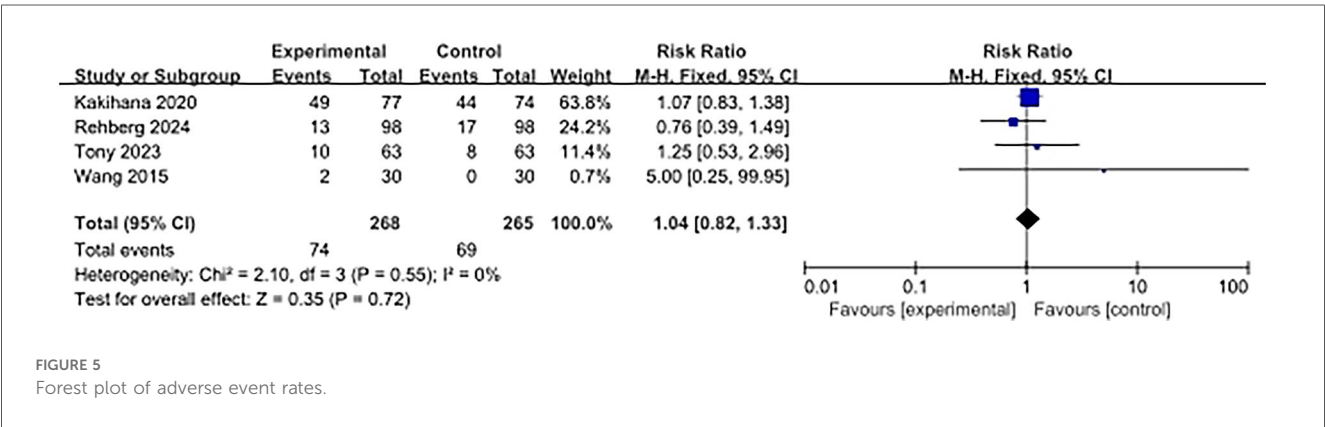 Experimental Control Risk Ratio Risk Ratio
Study or Subgroup Events Total Events Total Weight M-H, Fixed, 95% CI M-H, Fixed, 95% CI
Kakihana 2020 49 77 44 74 63.8% 1.07 [0.83, 1.38]
Rehberg 2024 13 98 17 98 24.2% 0.76 [0.39, 1.49]
Tony 2023 10 63 8 63 11.4% 1.25 [0.53, 2.96]
Wang 2015 2 30 0 30 0.7% 5.00 [0.25, 99.95]
Total (95% CI) 268 265 100.0% 1.04 [0.82, 1.33]
Total events 74 69
Heterogeneity: Chi² = 2.10, df = 3 (P = 0.55); I² = 0%
Test for overall effect: Z = 0.35 (P = 0.72)
0.01 0.1 1 10 100
Favours [experimental] Favours [control]
FIGURE 5
Forest plot of adverse event rates.